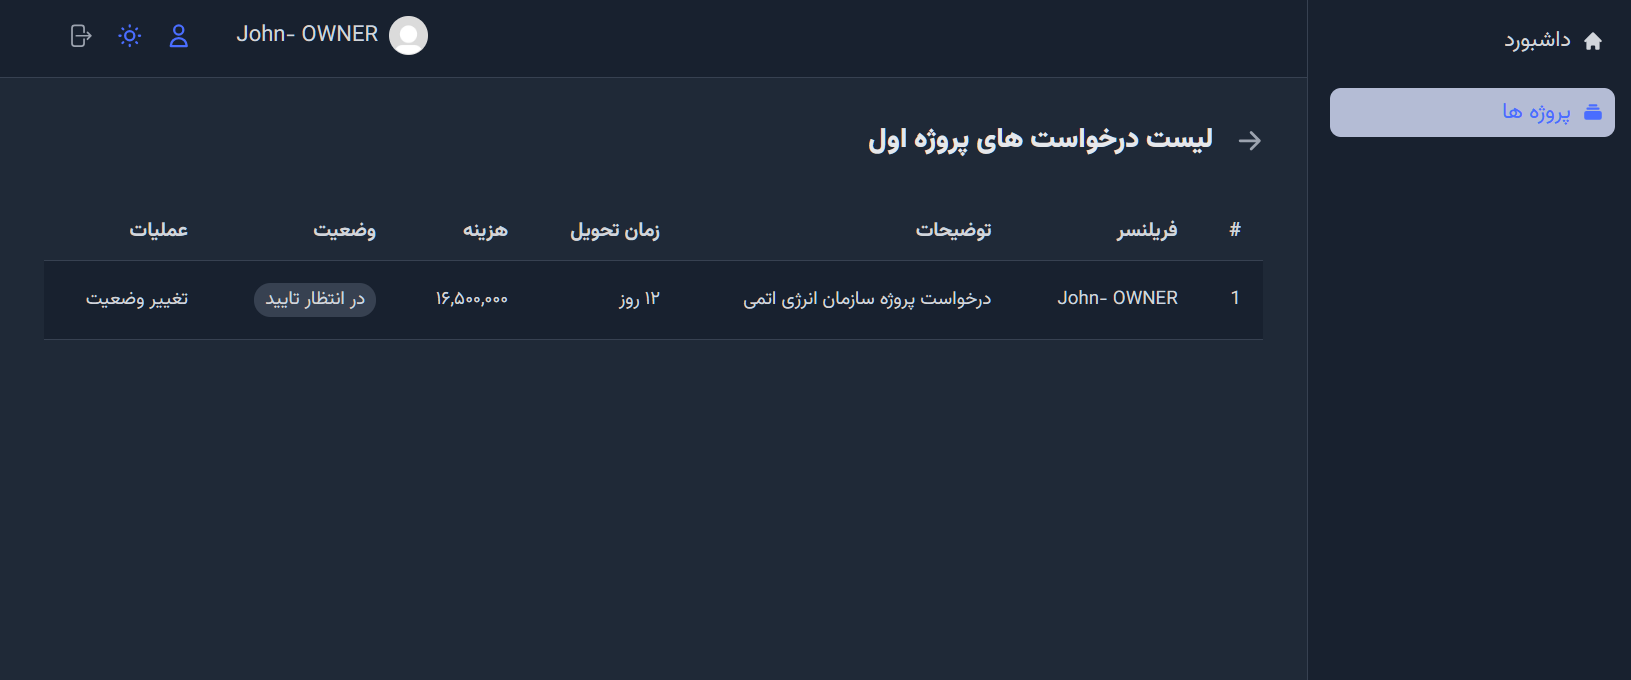 داشبورد
پروژه ها
John- OWNER
لیست درخواست های پروژه اول
# فریلنسر توضیحات زمان تحویل هزینه وضعیت عملیات
1 John- OWNER درخواست پروژه سازمان انرژی اتمی ۱۲ روز ۱۶,۵۰۰,۰۰۰ در انتظار تایید تغییر وضعیت